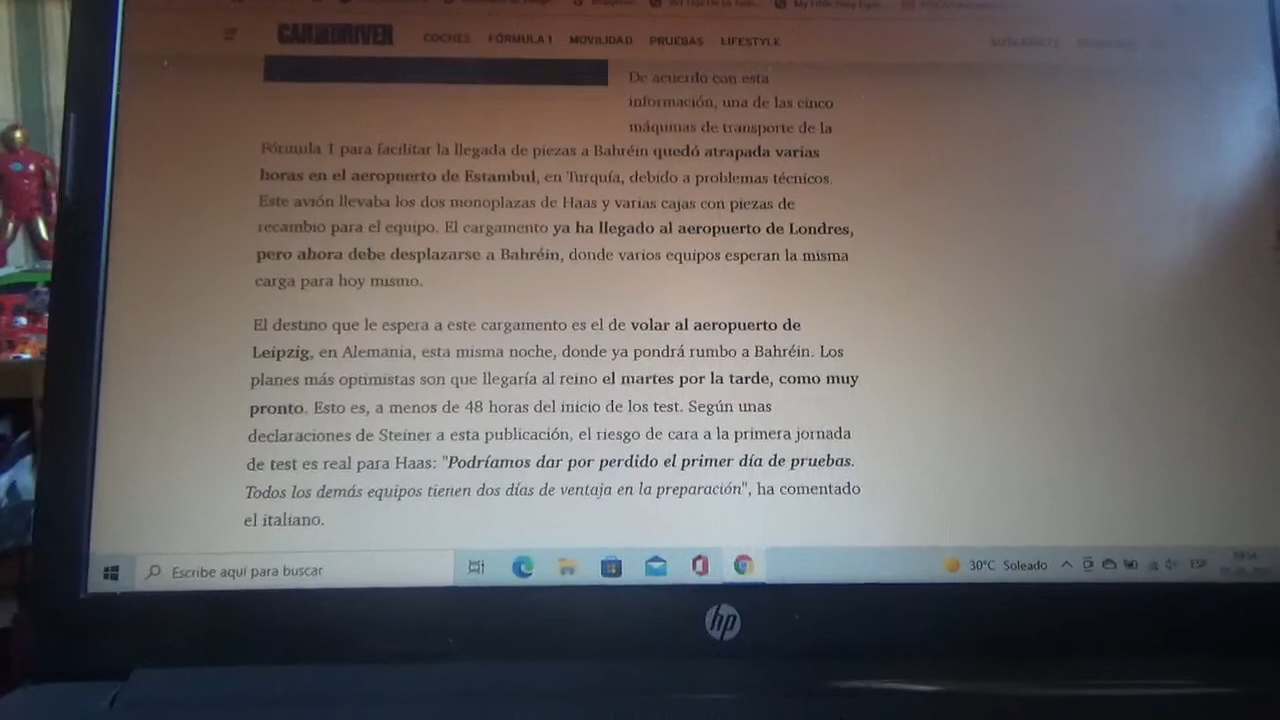 CAR AND DRIVER
COCHES FÓRMULA 1 MOVILIDAD PRUEBAS LIFESTYLE
De acuerdo con esta
información, una de las cinco
máquinas de transporte de la
Fórmula 1 para facilitar la llegada de piezas a Bahréin quedó atrapada varias
horas en el aeropuerto de Estambul, en Turquía, debido a problemas técnicos.
Este avión llevaba los dos monoplazas de Haas y varias cajas con piezas de
recambio para el equipo. El cargamento ya ha llegado al aeropuerto de Londres,
pero ahora debe desplazarse a Bahréin, donde varios equipos esperan la misma
carga para hoy mismo.
El destino que le espera a este cargamento es el de volar al aeropuerto de
Leipzig, en Alemania, esta misma noche, donde ya pondrá rumbo a Bahréin. Los
planes más optimistas son que llegaría al reino el martes por la tarde, como muy
pronto. Esto es, a menos de 48 horas del inicio de los test. Según unas
declaraciones de Steiner a esta publicación, el riesgo de cara a la primera jornada
de test es real para Haas: "Podríamos dar por perdido el primer día de pruebas.
Todos los demás equipos tienen dos días de ventaja en la preparación", ha comentado
el italiano.
Escribe aquí para buscar
30°C Soleado
ESP
hp